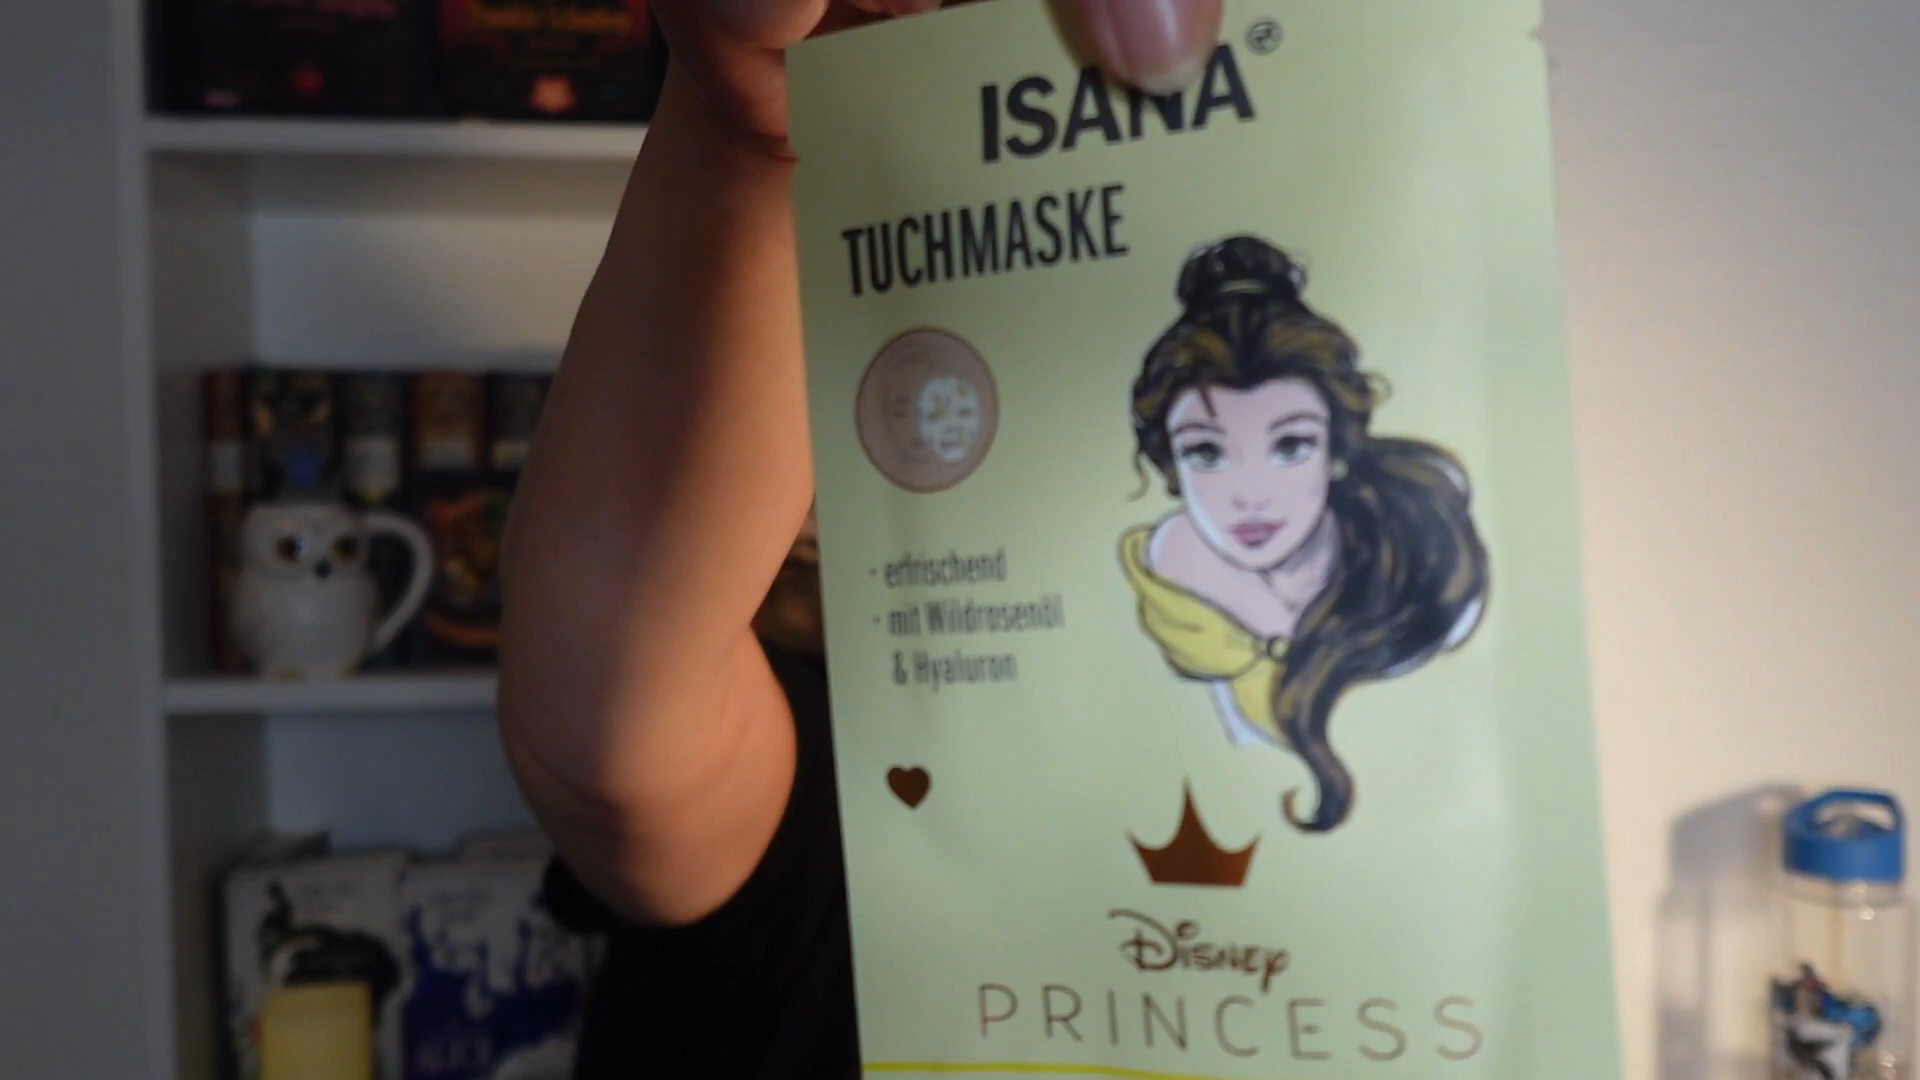 ISANA®
TUCHMASKE
- erfrischend
- mit Wildrosenöl
& Hyaluron
Disney
PRINCESS